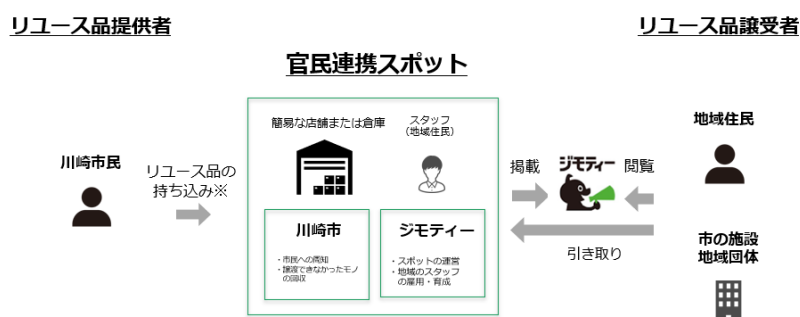 リユース品提供者
リユース品譲受者
官民連携スポット
川崎市民
リユース品の
持ち込み※
簡易な店舗または倉庫
スタッフ
（地域住民）
川崎市
・市民への周知
・譲渡できなかったモノ
の回収
ジモティー
・スポットの運営
・地域のスタッフ
の雇用・育成
掲載
ジモティー
閲覧
引き取り
地域住民
市の施設
地域団体